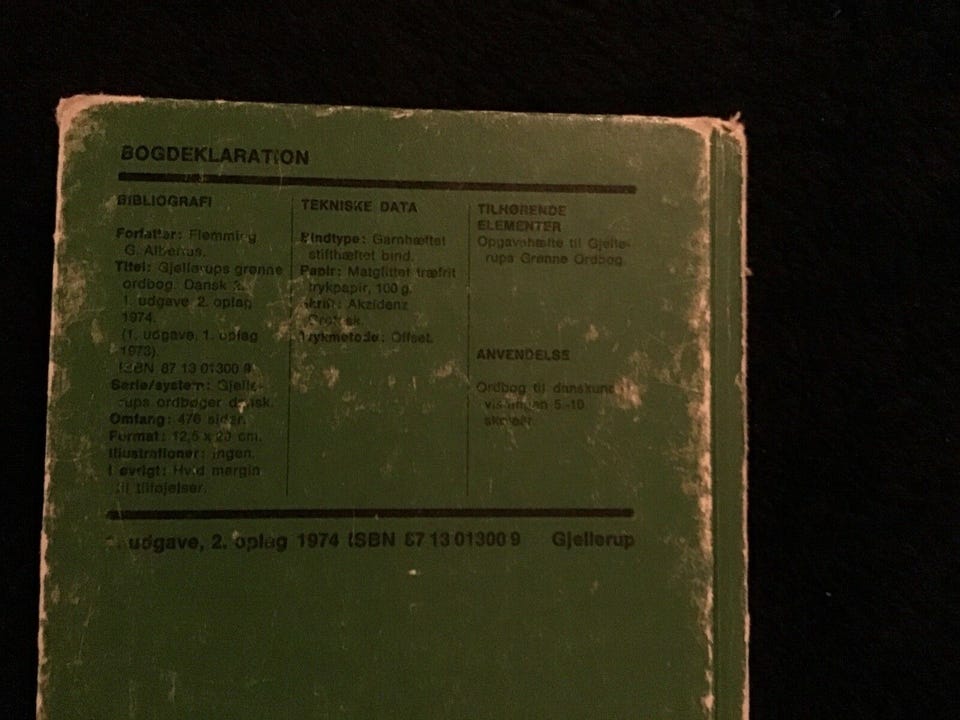 BOGDEKLARATION
BIBLIOGRAFI
Forfatter: Flemming
G. Albertus.
Titel: Gjellerups grønne
ordbog. Dansk
1. udgave, 2. oplag
1974.
(1. udgave, 1. oplag
1973).
ISBN 87 13 01300 9
Serie/system: Gjelle-
rups ordbøger dansk.
Omfang: 476 sider.
Format: 12,5 x 20 cm.
Illustrationer: ingen.
I øvrigt: Hvid margin
til tilføjelser.
TEKNISKE DATA
Bindtype: Garnhæftet
stifthæftet bind.
Papir: Matglittet træfrit
trykpapir, 100 g.
Skrift: Akzidenz
Grotesk.
Trykmetode: Offset.
TILHØRENDE
ELEMENTER
Opgavehæfte til Gjelle-
rups Grønne Ordbog.
ANVENDELSE
Ordbog til danskunder-
visningen 5.-10.
skoleår.
udgave, 2. oplag 1974 ISBN 87 13 01300 9 Gjellerup